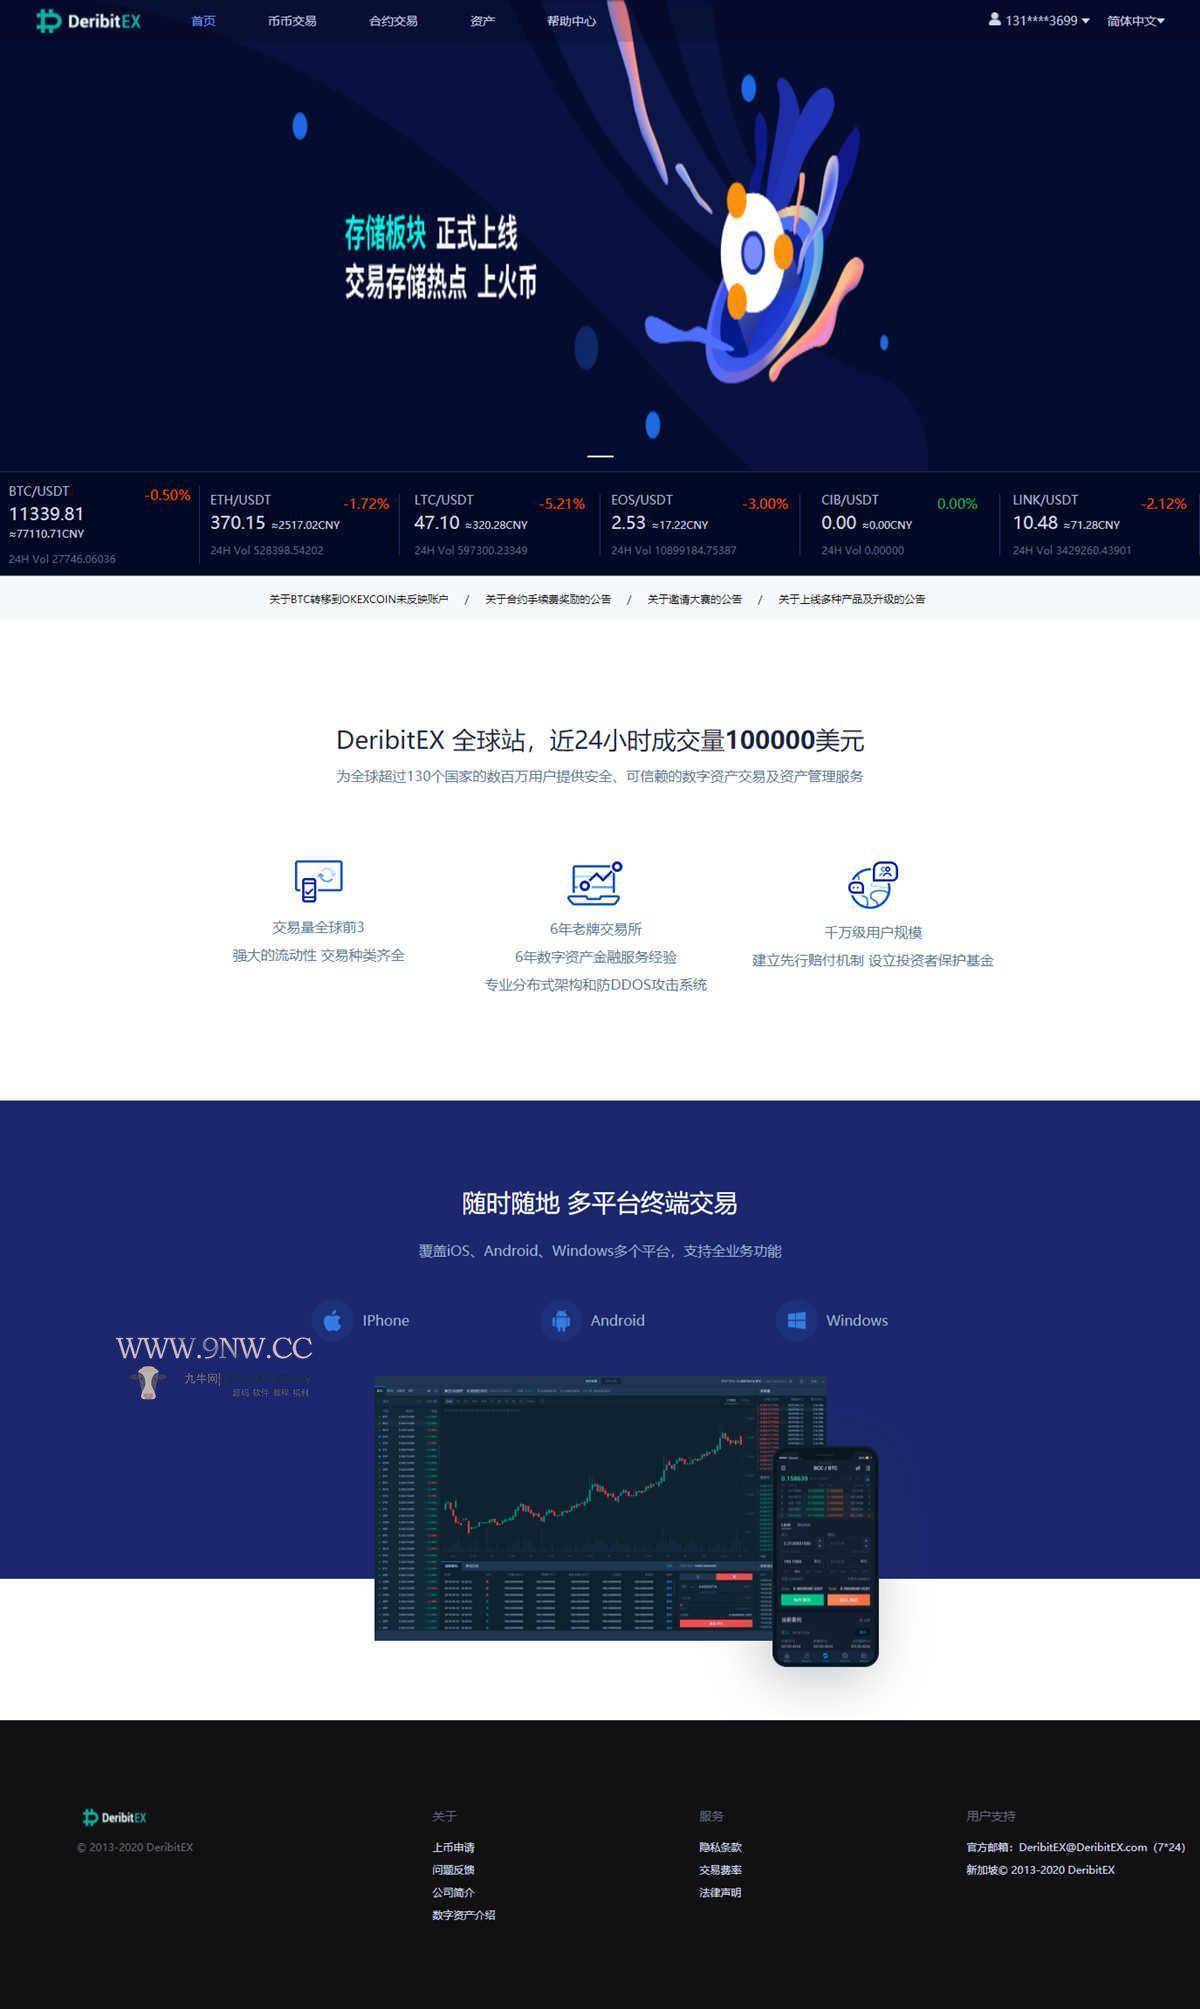 DeribitEX 首页 币币交易 合约交易 资产 帮助中心 131****3699 简体中文
存储板块 正式上线
交易存储热点 上火币
BTC/USDT -0.50%
11339.81
≈77110.71CNY
24H Vol 27746.06036
ETH/USDT -1.72%
370.15 ≈2517.02CNY
24H Vol 528398.54202
LTC/USDT -5.21%
47.10 ≈320.28CNY
24H Vol 597300.23349
EOS/USDT -3.00%
2.53 ≈17.22CNY
24H Vol 10899184.75387
CIB/USDT 0.00%
0.00 ≈0.00CNY
24H Vol 0.00000
LINK/USDT -2.12%
10.48 ≈71.28CNY
24H Vol 3429260.43901
关于BTC转移到OKEXCOIN未反映账户 / 关于合约手续费奖励的公告 / 关于邀请大赛的公告 / 关于上线多种产品及升级的公告
DeribitEX 全球站，近24小时成交量100000美元
为全球超过130个国家的数百万用户提供安全、可信赖的数字资产交易及资产管理服务
交易量全球前3
强大的流动性 交易种类齐全
6年老牌交易所
6年数字资产金融服务经验
专业分布式架构和防DDOS攻击系统
千万级用户规模
建立先行赔付机制 设立投资者保护基金
随时随地 多平台终端交易
覆盖iOS、Android、Windows多个平台，支持全业务功能
IPhone Android Windows
WWW.9NW.CC
九牛网
源码 软件 教程 福利
BCC / BTC
0.158639
DeribitEX
© 2013-2020 DeribitEX
关于
上币申请
问题反馈
公司简介
数字资产介绍
服务
隐私条款
交易费率
法律声明
用户支持
官方邮箱：DeribitEX@DeribitEX.com（7*24)
新加坡© 2013-2020 DeribitEX